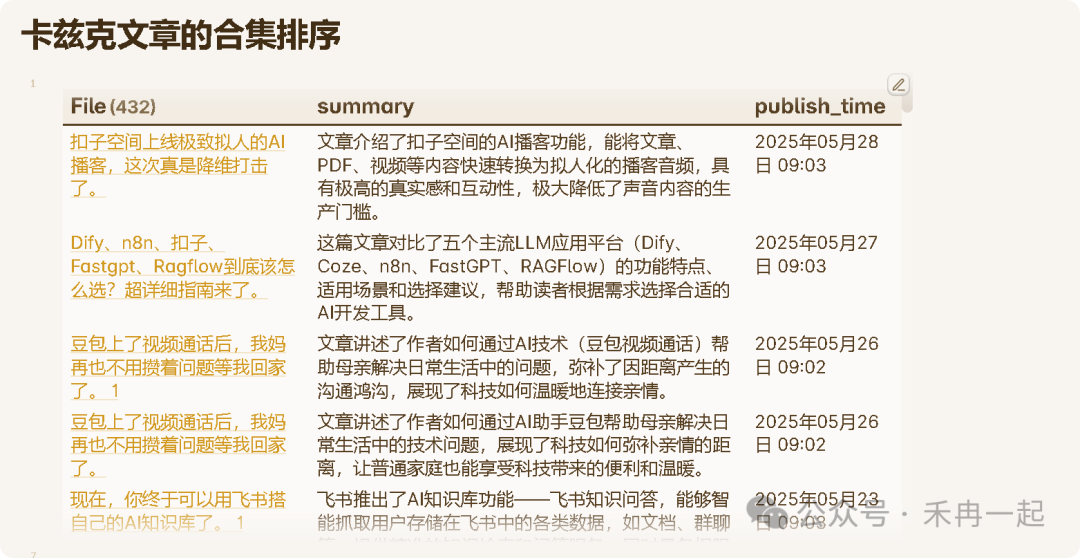 卡兹克文章的合集排序
1
File (432) summary publish_time
扣子空间上线极致拟人的AI
播客，这次真是降维打击
了。
文章介绍了扣子空间的AI播客功能，能将文章、
PDF、视频等内容快速转换为拟人化的播客音频，具
有极高的真实感和互动性，极大降低了声音内容的生
产门槛。
2025年05月28
日 09:03
Dify、n8n、扣子、
Fastgpt、Ragflow到底该怎
么选？超详细指南来了。
这篇文章对比了五个主流LLM应用平台（Dify、
Coze、n8n、FastGPT、RAGFlow）的功能特点、
适用场景和选择建议，帮助读者根据需求选择合适的
AI开发工具。
2025年05月27
日 09:03
豆包上了视频通话后，我妈
再也不用攒着问题等我回家
了。 1
文章讲述了作者如何通过AI技术（豆包视频通话）帮
助母亲解决日常生活中的问题，弥补了因距离产生的
沟通鸿沟，展现了科技如何温暖地连接亲情。
2025年05月26
日 09:02
豆包上了视频通话后，我妈
再也不用攒着问题等我回家
了。
文章讲述了作者如何通过AI助手豆包帮助母亲解决日
常生活中的技术问题，展现了科技如何弥补亲情的距
离，让普通家庭也能享受科技带来的便利和温暖。
2025年05月26
日 09:02
现在，你终于可以用飞书搭
自己的AI知识库了。 1
飞书推出了AI知识库功能——飞书知识问答，能够智
能抓取用户存储在飞书中的各类数据，如文档、群聊
2025年05月23
日 09:08
公众号 · 禾冉一起
7